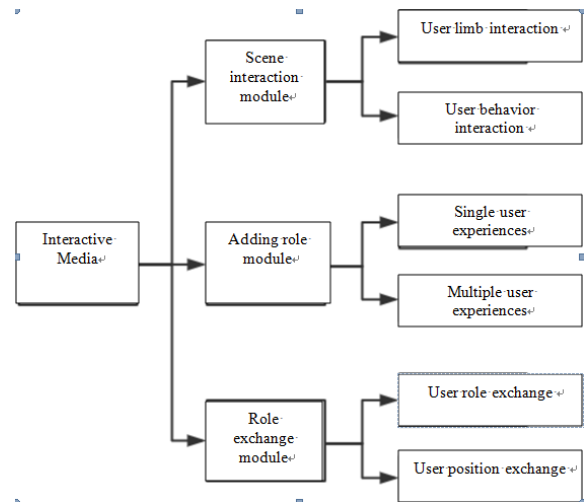 Scene
interaction
module
User limb interaction
User behavior
interaction
Interactive
Media
Adding role
module
Single user
experiences
Multiple user
experiences
Role
exchange
module
User role exchange
User position exchange